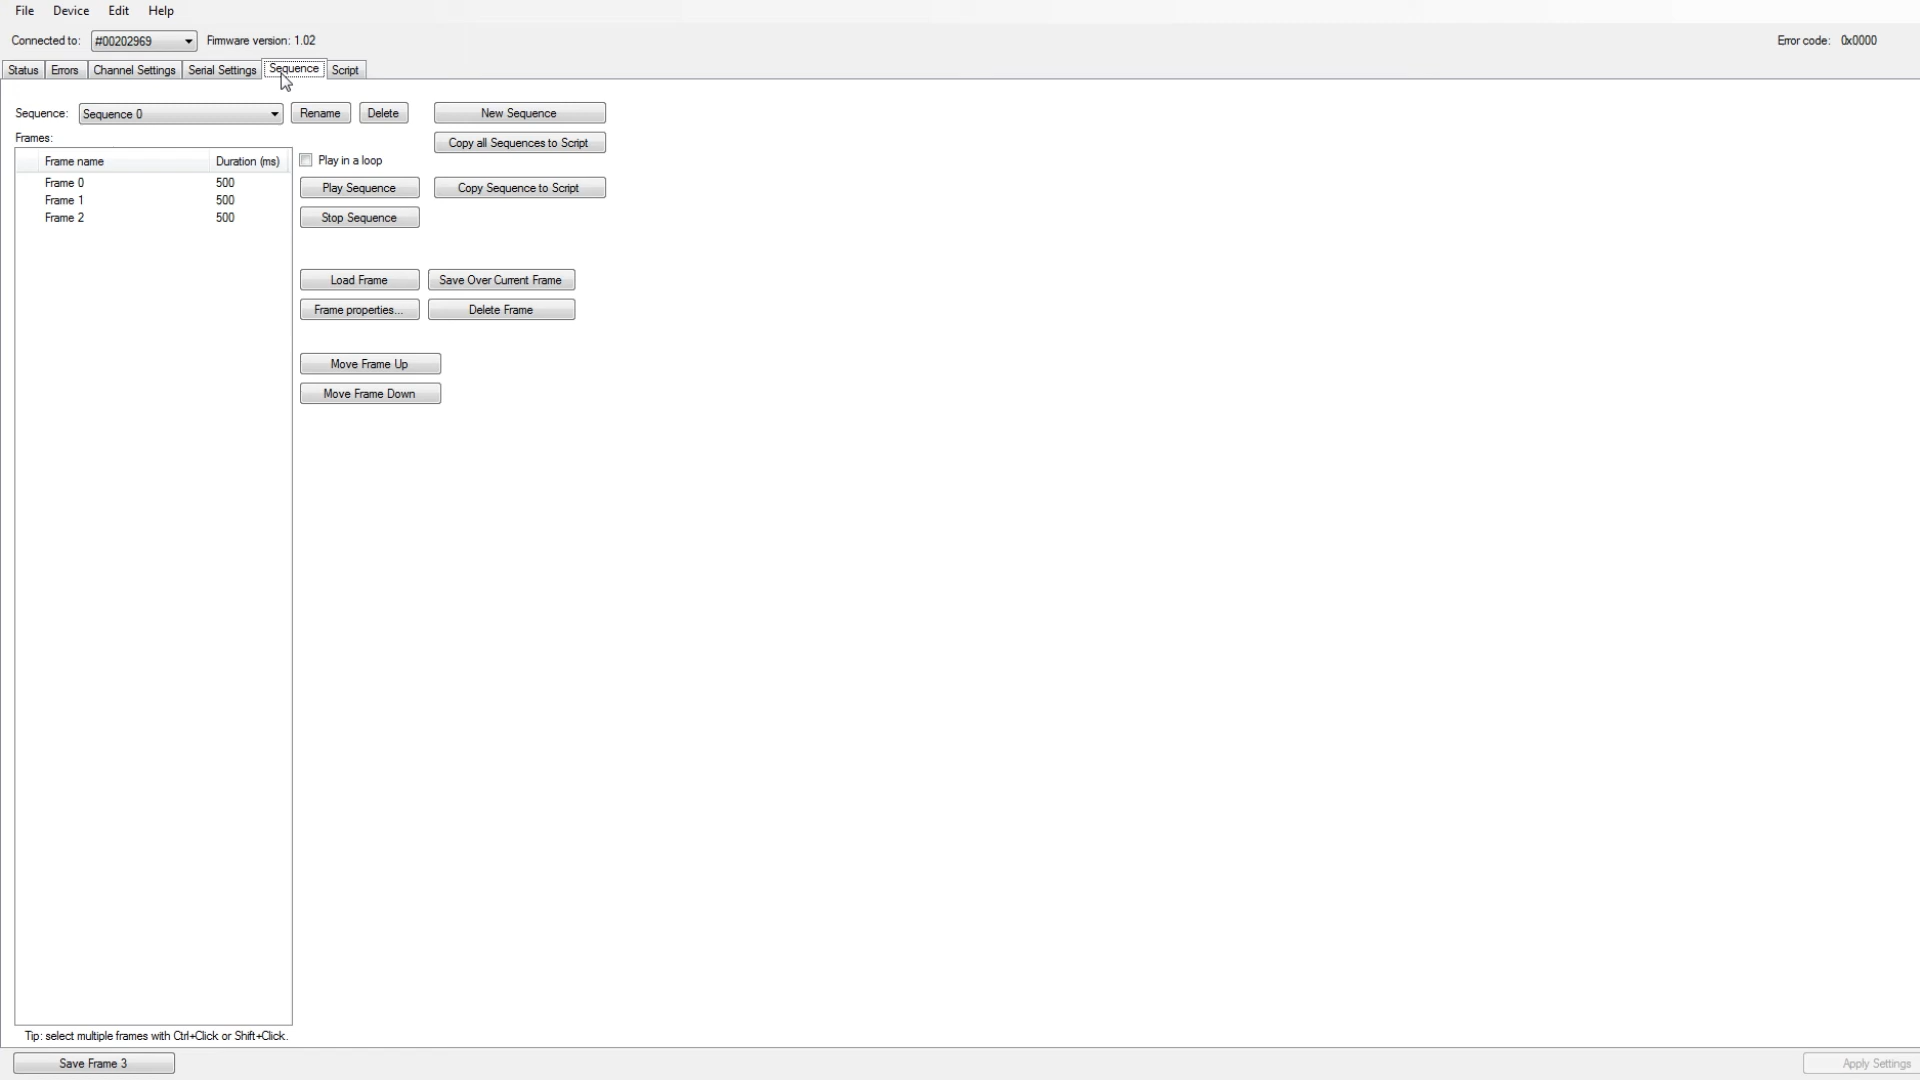 File Device Edit Help
Connected to: #00202969 Firmware version: 1.02 Error code: 0x0000
Status Errors Channel Settings Serial Settings Sequence Script
Sequence: Sequence 0 Rename Delete New Sequence
Copy all Sequences to Script
Frames:
Frame name Duration (ms) Play in a loop
Frame 0 500 Play Sequence Copy Sequence to Script
Frame 1 500
Frame 2 500 Stop Sequence
Load Frame Save Over Current Frame
Frame properties... Delete Frame
Move Frame Up
Move Frame Down
Tip: select multiple frames with Ctrl+Click or Shift+Click.
Save Frame 3 Apply Settings